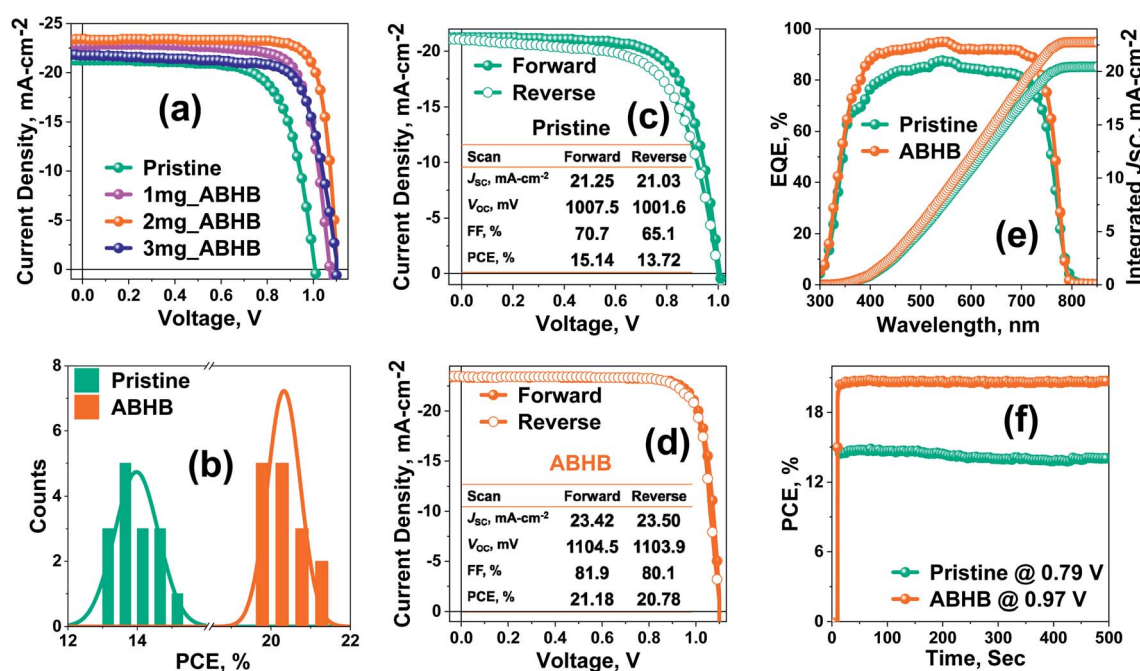 -25
-20
-15
-10
-5
0
Current Density, mA-cm-2
(a)
Pristine
1mg_ABHB
2mg_ABHB
3mg_ABHB
0.0 0.2 0.4 0.6 0.8 1.0
Voltage, V
-20
-15
-10
-5
0
Current Density, mA-cm-2
(c)
Forward
Reverse
Pristine
Scan Forward Reverse
JSC, mA-cm-2 21.25 21.03
VOC, mV 1007.5 1001.6
FF, % 70.7 65.1
PCE, % 15.14 13.72
0.0 0.2 0.4 0.6 0.8 1.0
Voltage, V
100
80
60
40
20
0
EQE, %
Pristine
ABHB
(e)
20
15
10
5
0
Integrated JSC, mA-cm-2
300 400 500 600 700 800
Wavelength, nm
8
6
4
2
0
Counts
Pristine
ABHB
(b)
12 14 20 22
PCE, %
-20
-15
-10
-5
0
Current Density, mA-cm-2
(d)
Forward
Reverse
ABHB
Scan Forward Reverse
JSC, mA-cm-2 23.42 23.50
VOC, mV 1104.5 1103.9
FF, % 81.9 80.1
PCE, % 21.18 20.78
0.0 0.2 0.4 0.6 0.8 1.0
Voltage, V
18
12
6
0
PCE, %
(f)
Pristine @ 0.79 V
ABHB @ 0.97 V
0 100 200 300 400 500
Time, Sec